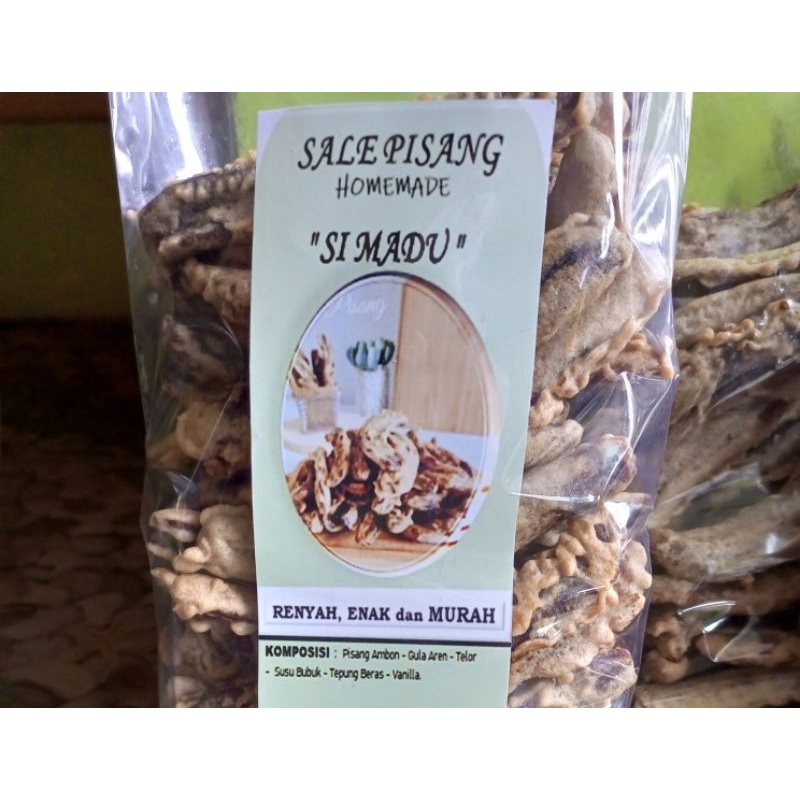 SALE PISANG
HOMEMADE
"SI MADU"
Pisang
RENYAH, ENAK dan MURAH
KOMPOSISI : Pisang Ambon - Gula Aren - Telor
- Susu Bubuk - Tepung Beras - Vanilla.